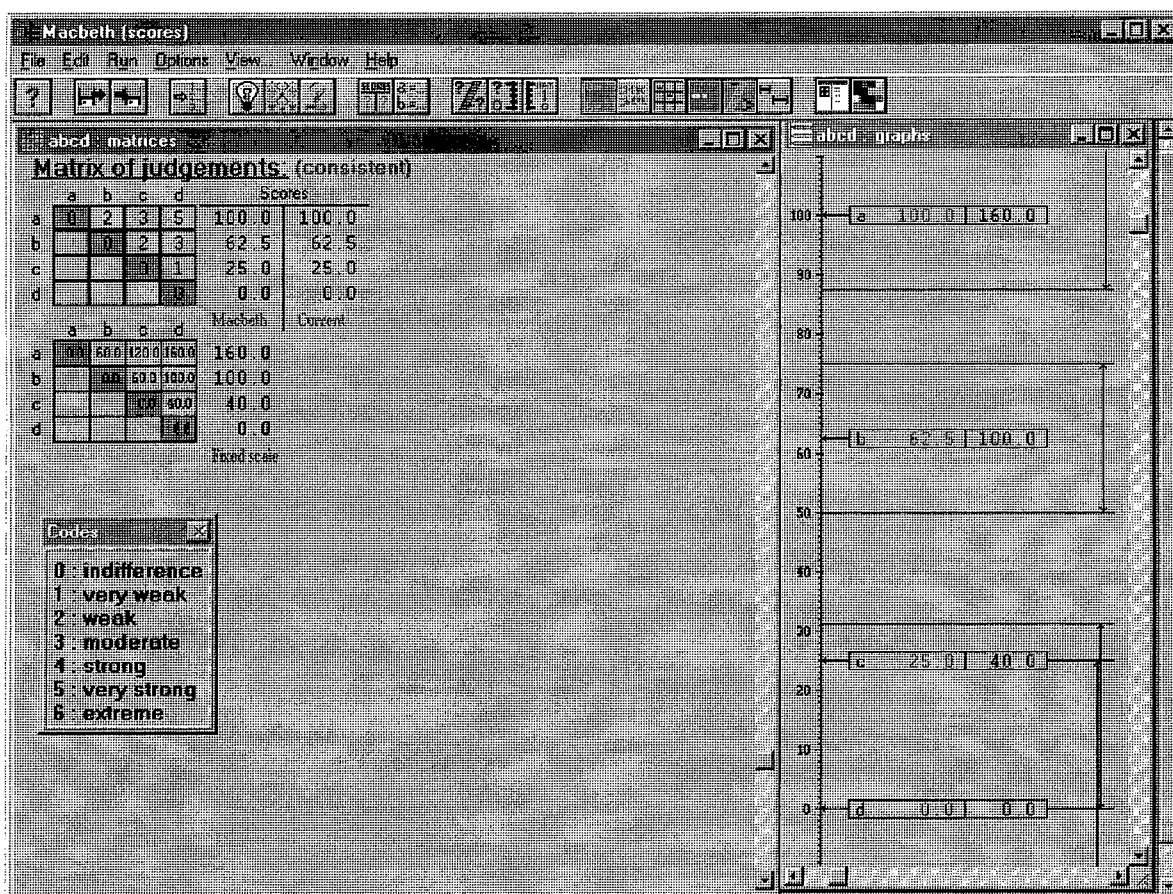 Macbeth (scores)
File Edit Run Options View... Window Help
abcd : matrices
Matrix of judgements: (consistent)
a b c d Scores
a 0 2 3 5 100.0 100.0
b 0 2 3 62.5 62.5
c 0 1 25.0 25.0
d 0 0.0 0.0
Macbeth Current
a b c d
a 0.0 60.0 120.0 160.0 160.0
b 0.0 60.0 100.0 100.0
c 0.0 40.0 40.0
d 0.0 0.0
Fixed scale
Codes
0 : indifference
1 : very weak
2 : weak
3 : moderate
4 : strong
5 : very strong
6 : extreme
abcd : graphs
100 a 100.0 160.0
90
80
70
b 62.5 100.0
60
50
40
30
c 25.0 40.0
20
10
0 d 0.0 0.0